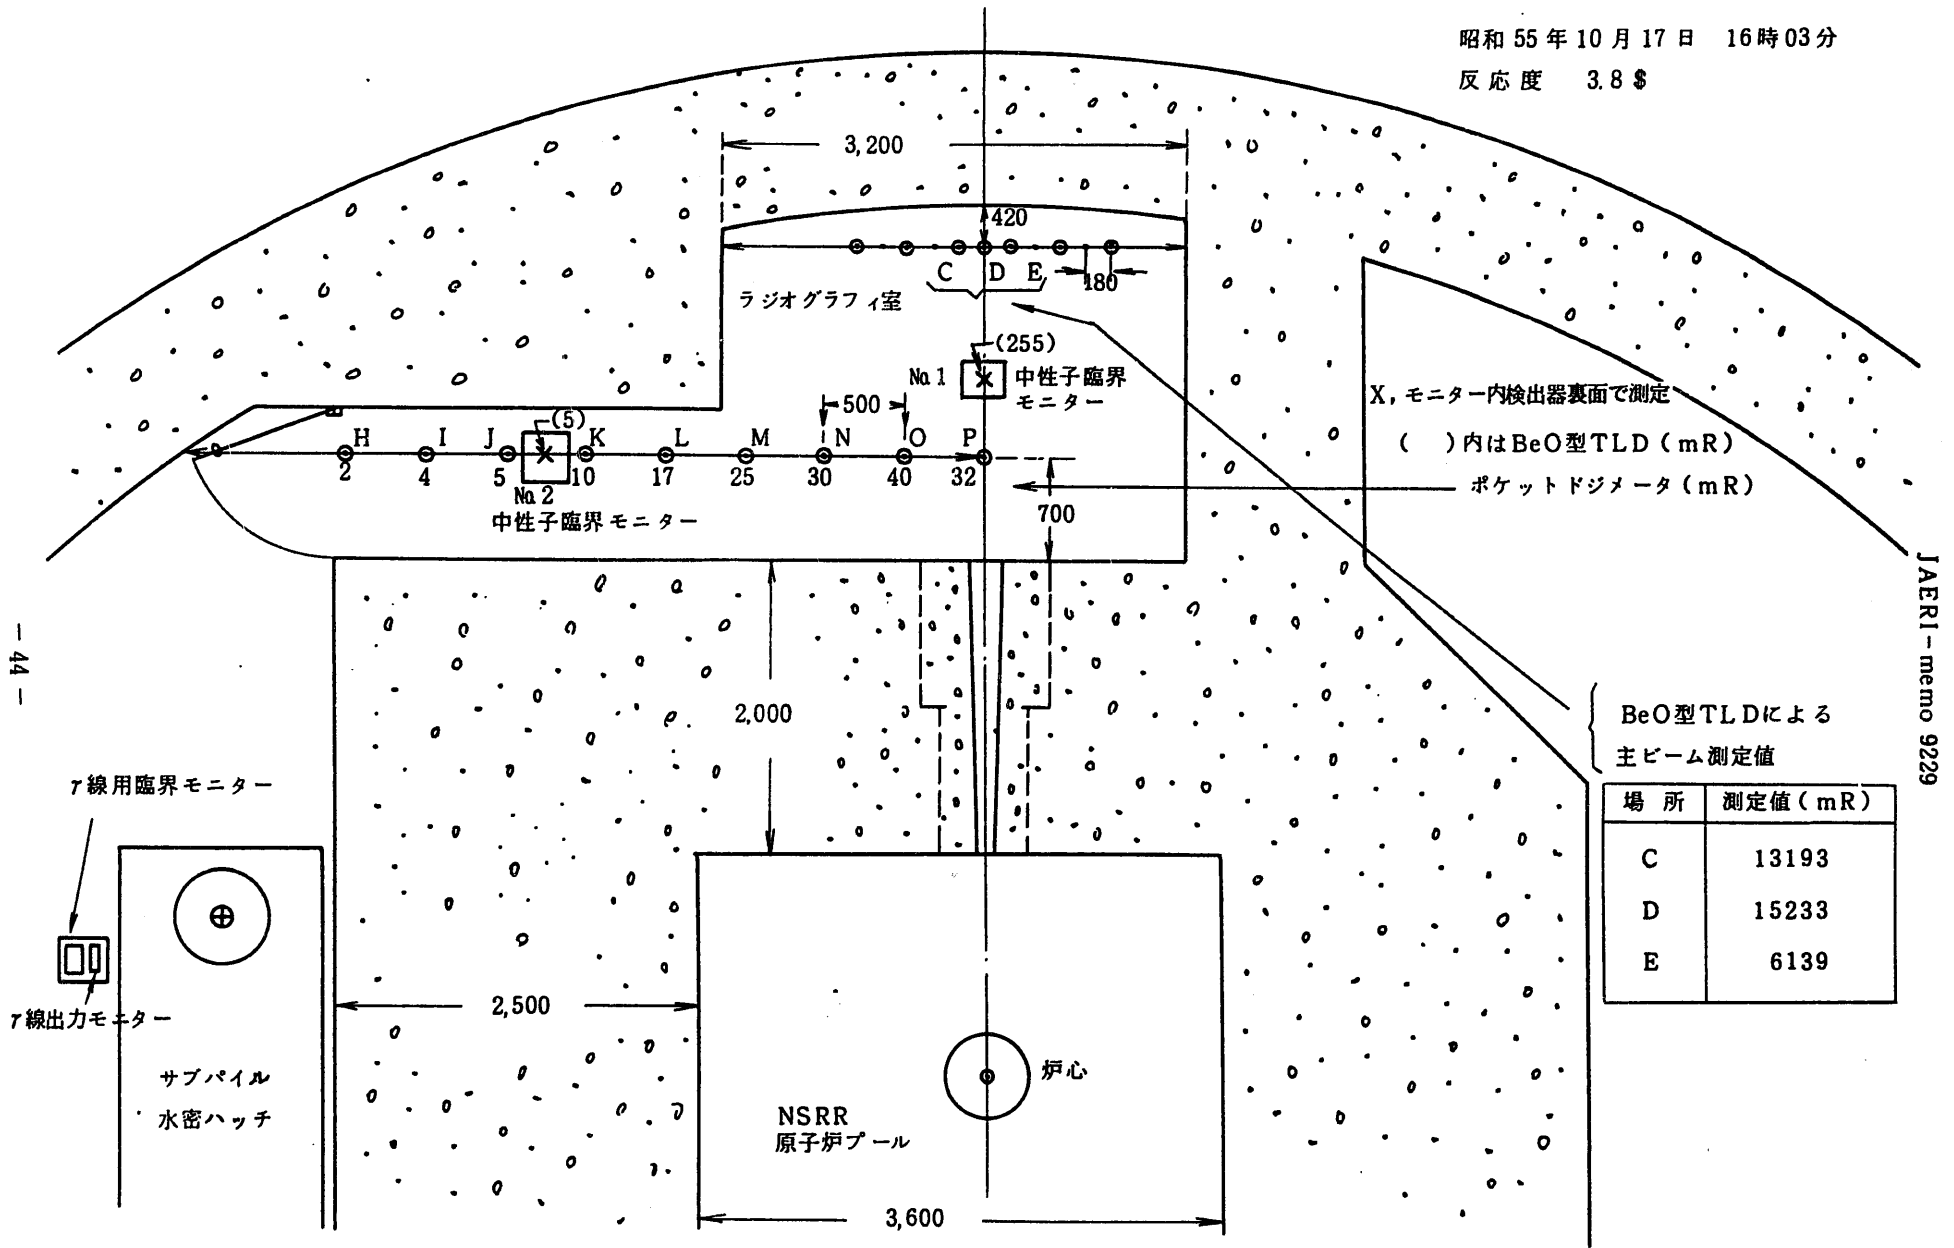 昭和 55 年 10 月 17 日 16時 03 分
反応度 3.8 $
3,200
420
C D E
180
ラジオグラフィ室
(255)
No.1 中性子臨界
モニター
X, モニター内検出器裏面で測定
( )内はBeO型TLD (mR)
ポケットドジメータ (mR)
500
(5)
H I J K L M N O P
2 4 5 10 17 25 30 40 32
No.2
中性子臨界モニター
700
2,000
JAERI-memo 9229
- 44 -
BeO型TLDによる
主ビーム測定値
場所 測定値 (mR)
C 13193
D 15233
E 6139
γ線用臨界モニター
γ線出力モニター
サブパイル
水密ハッチ
2,500
炉心
NSRR
原子炉プール
3,600